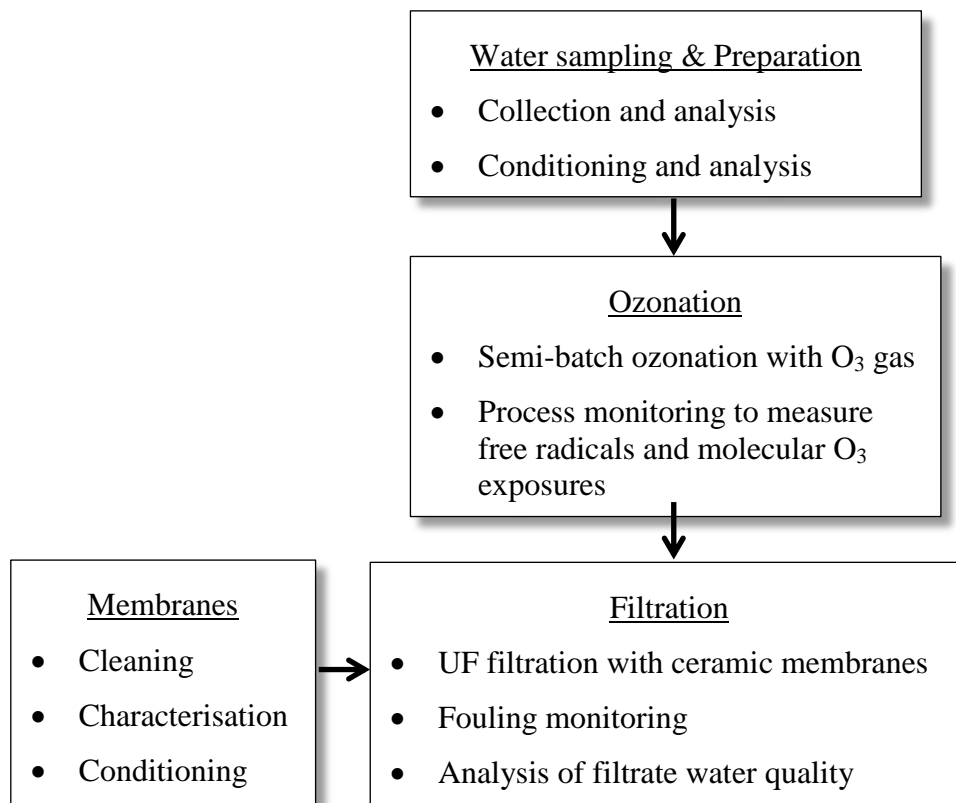 Water sampling & Preparation
• Collection and analysis
• Conditioning and analysis
Ozonation
• Semi-batch ozonation with O₃ gas
• Process monitoring to measure
free radicals and molecular O₃
exposures
Membranes
• Cleaning
• Characterisation
• Conditioning
Filtration
• UF filtration with ceramic membranes
• Fouling monitoring
• Analysis of filtrate water quality